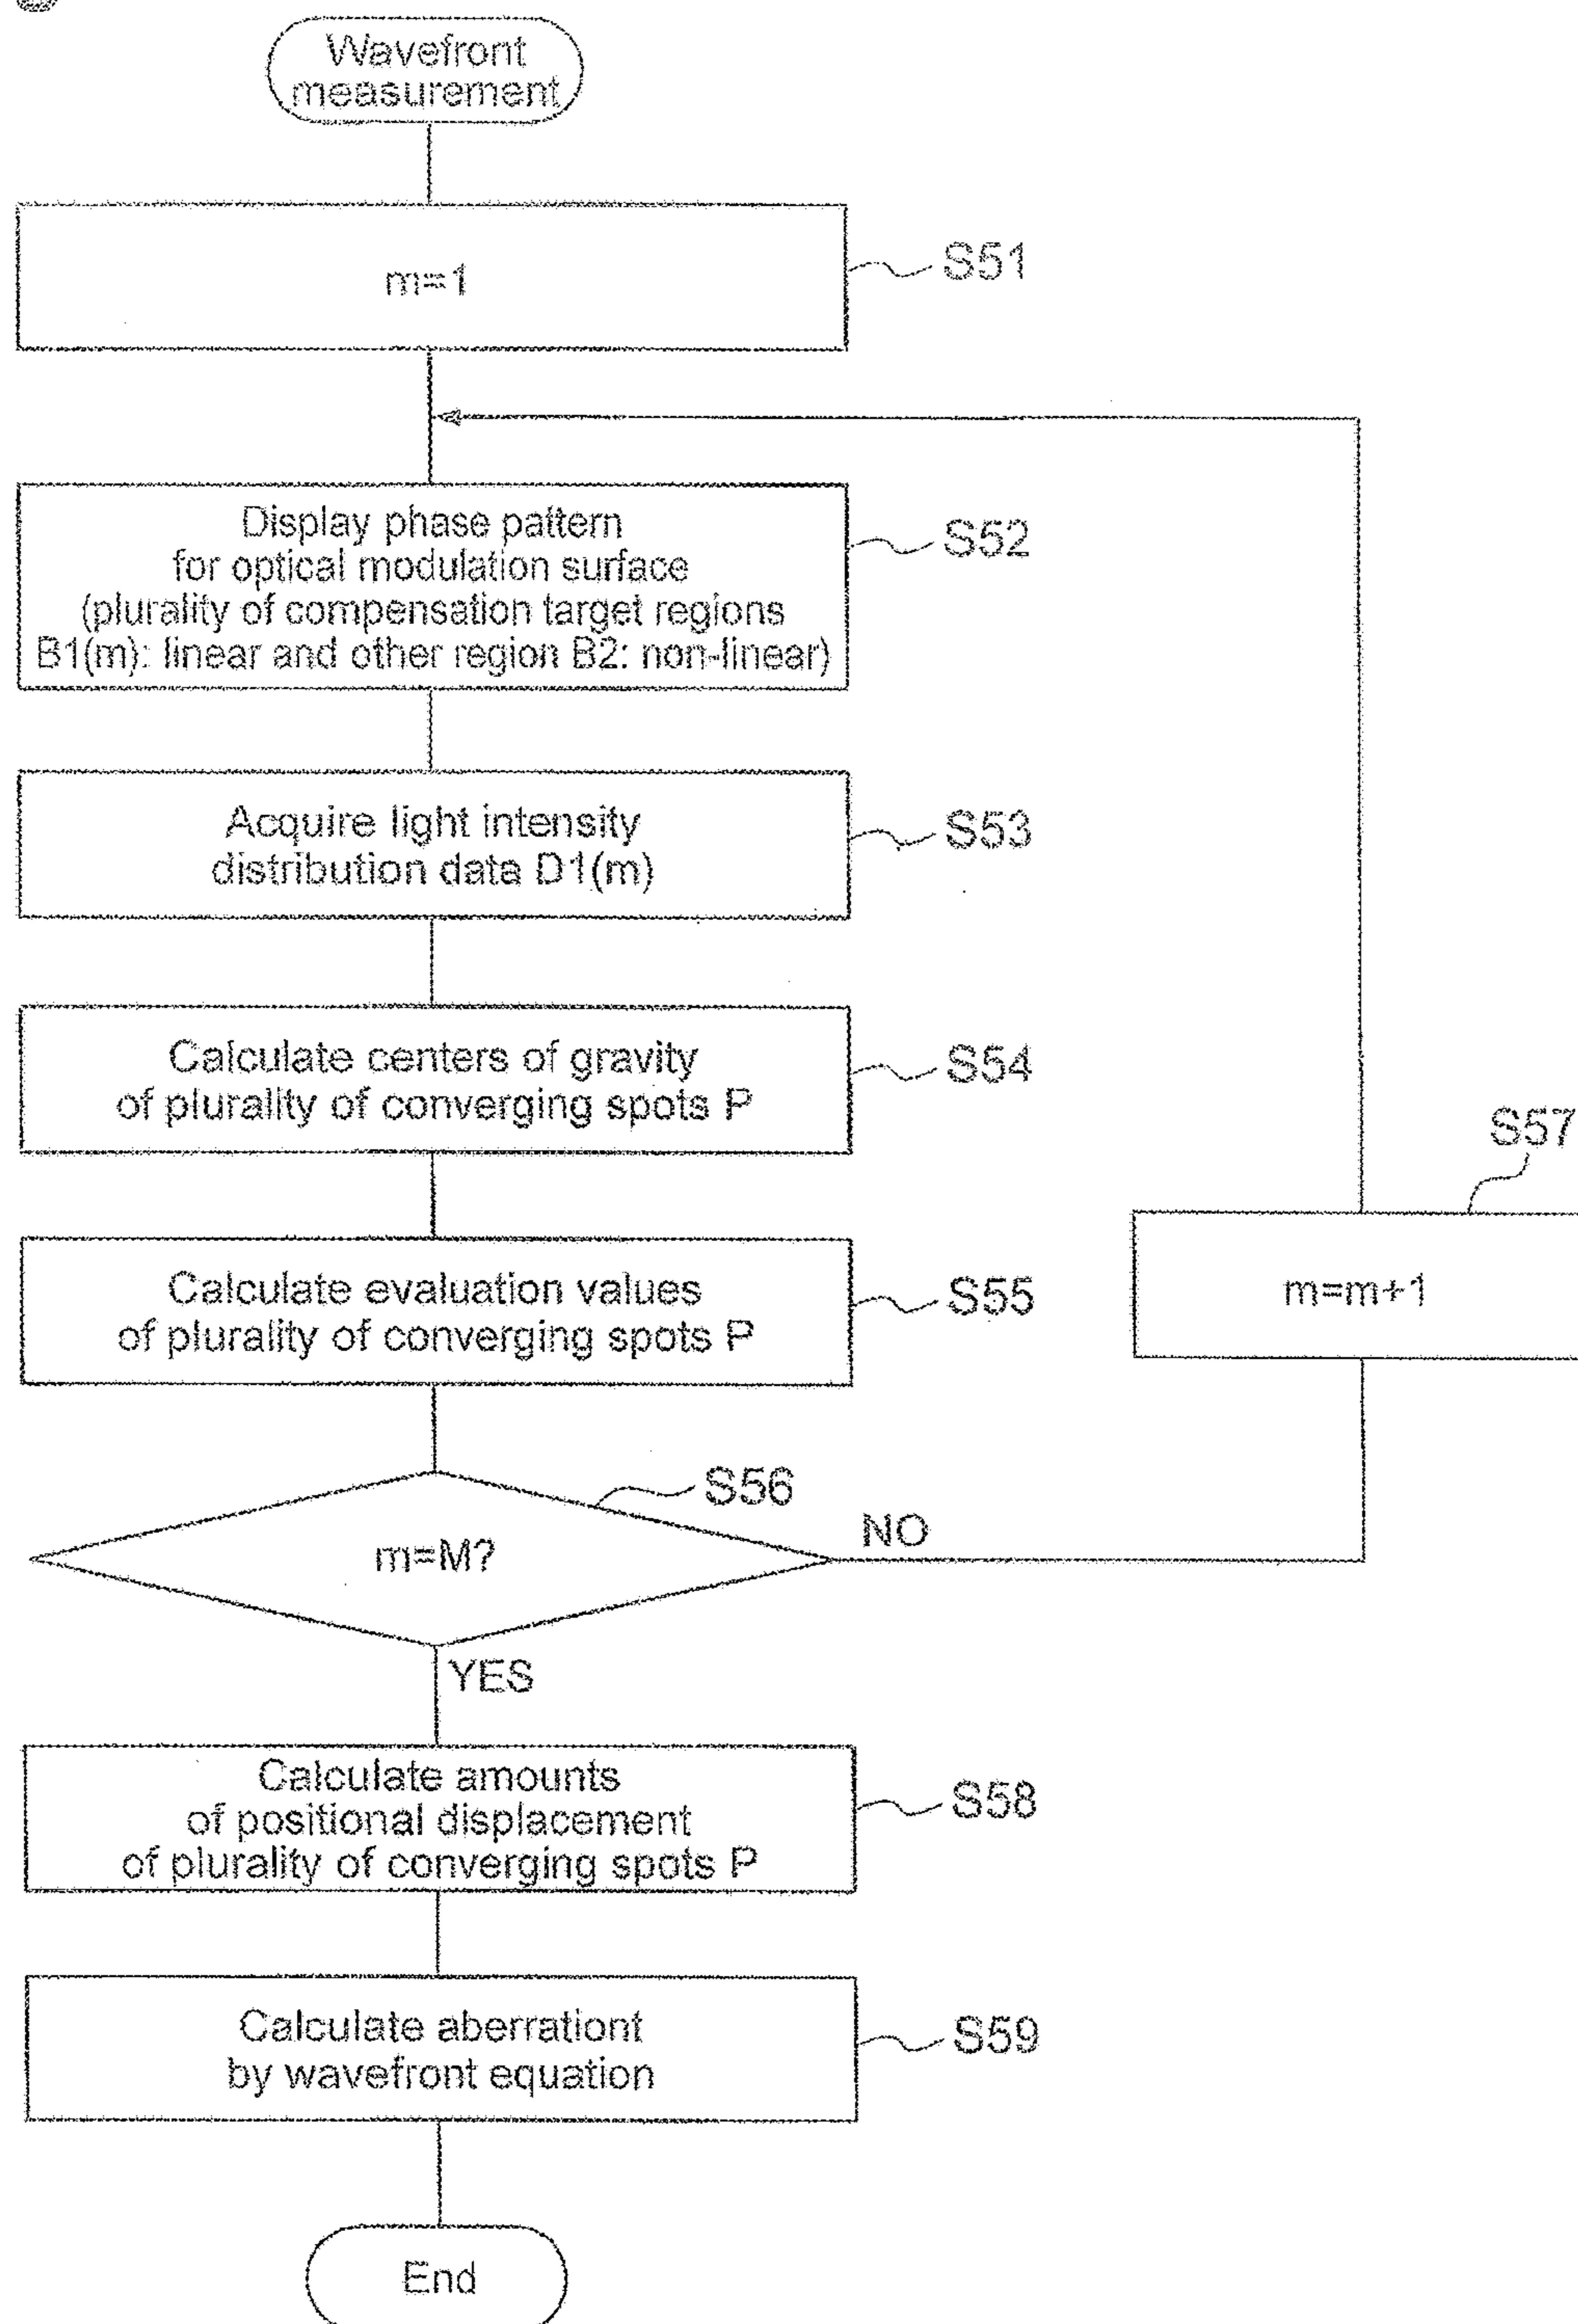 Wavefront
measurement
m=1
S51
Display phase pattern
for optical modulation surface
(plurality of compensation target regions
B1(m): linear and other region B2: non-linear)
S52
Acquire light intensity
distribution data D1(m)
S53
Calculate centers of gravity
of plurality of converging spots P
S54
Calculate evaluation values
of plurality of converging spots P
S55
S57
m=m+1
S56
m=M?
NO
YES
Calculate amounts
of positional displacement
of plurality of converging spots P
S58
Calculate aberrationt
by wavefront equation
S59
End